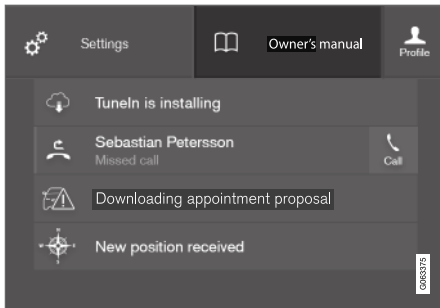 Settings
Owner's manual
Profile
TuneIn is installing
Sebastian Petersson
Missed call
Call
Downloading appointment proposal
New position received
G063375